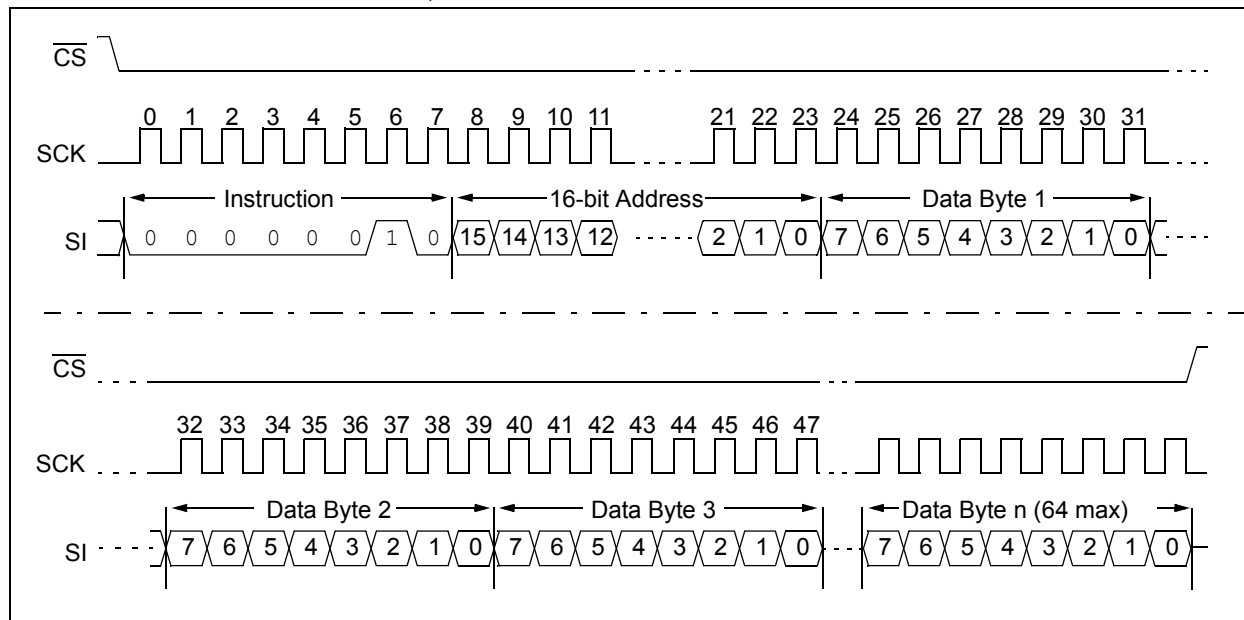 CS
0 1 2 3 4 5 6 7 8 9 10 11 21 22 23 24 25 26 27 28 29 30 31
SCK
Instruction 16-bit Address Data Byte 1
SI 0 0 0 0 0 0 1 0 15 14 13 12 2 1 0 7 6 5 4 3 2 1 0
CS
32 33 34 35 36 37 38 39 40 41 42 43 44 45 46 47
SCK
Data Byte 2 Data Byte 3 Data Byte n (64 max)
SI 7 6 5 4 3 2 1 0 7 6 5 4 3 2 1 0 7 6 5 4 3 2 1 0